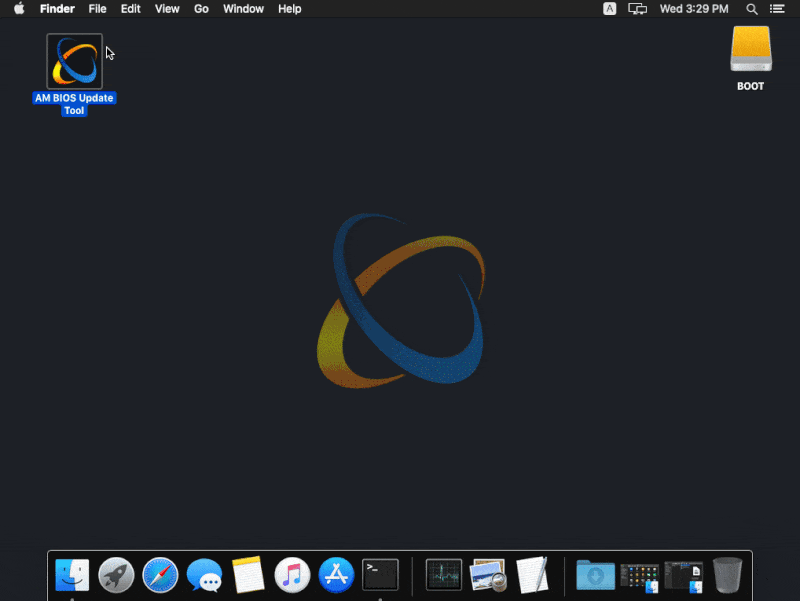 Finder File Edit View Go Window Help A Wed 3:29 PM
AM BIOS Update
Tool
BOOT
>_